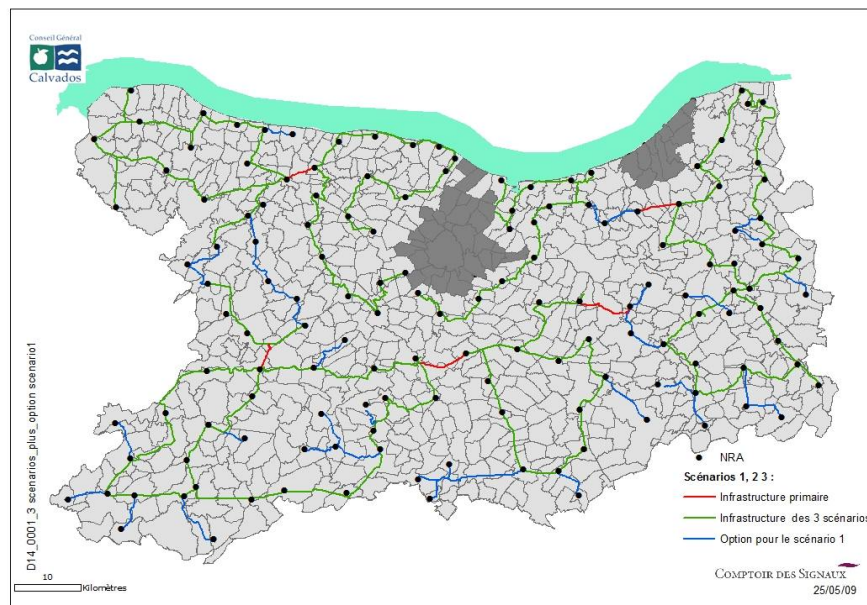 Conseil Général
Calvados
D14_0001_3 scenarios_plus_option scenario1
NRA
Scénarios 1, 2 3 :
Infrastructure primaire
Infrastructure des 3 scénarios
Option pour le scénario 1
COMPTOIR DES SIGNAUX
25/05/09
10
Kilomètres